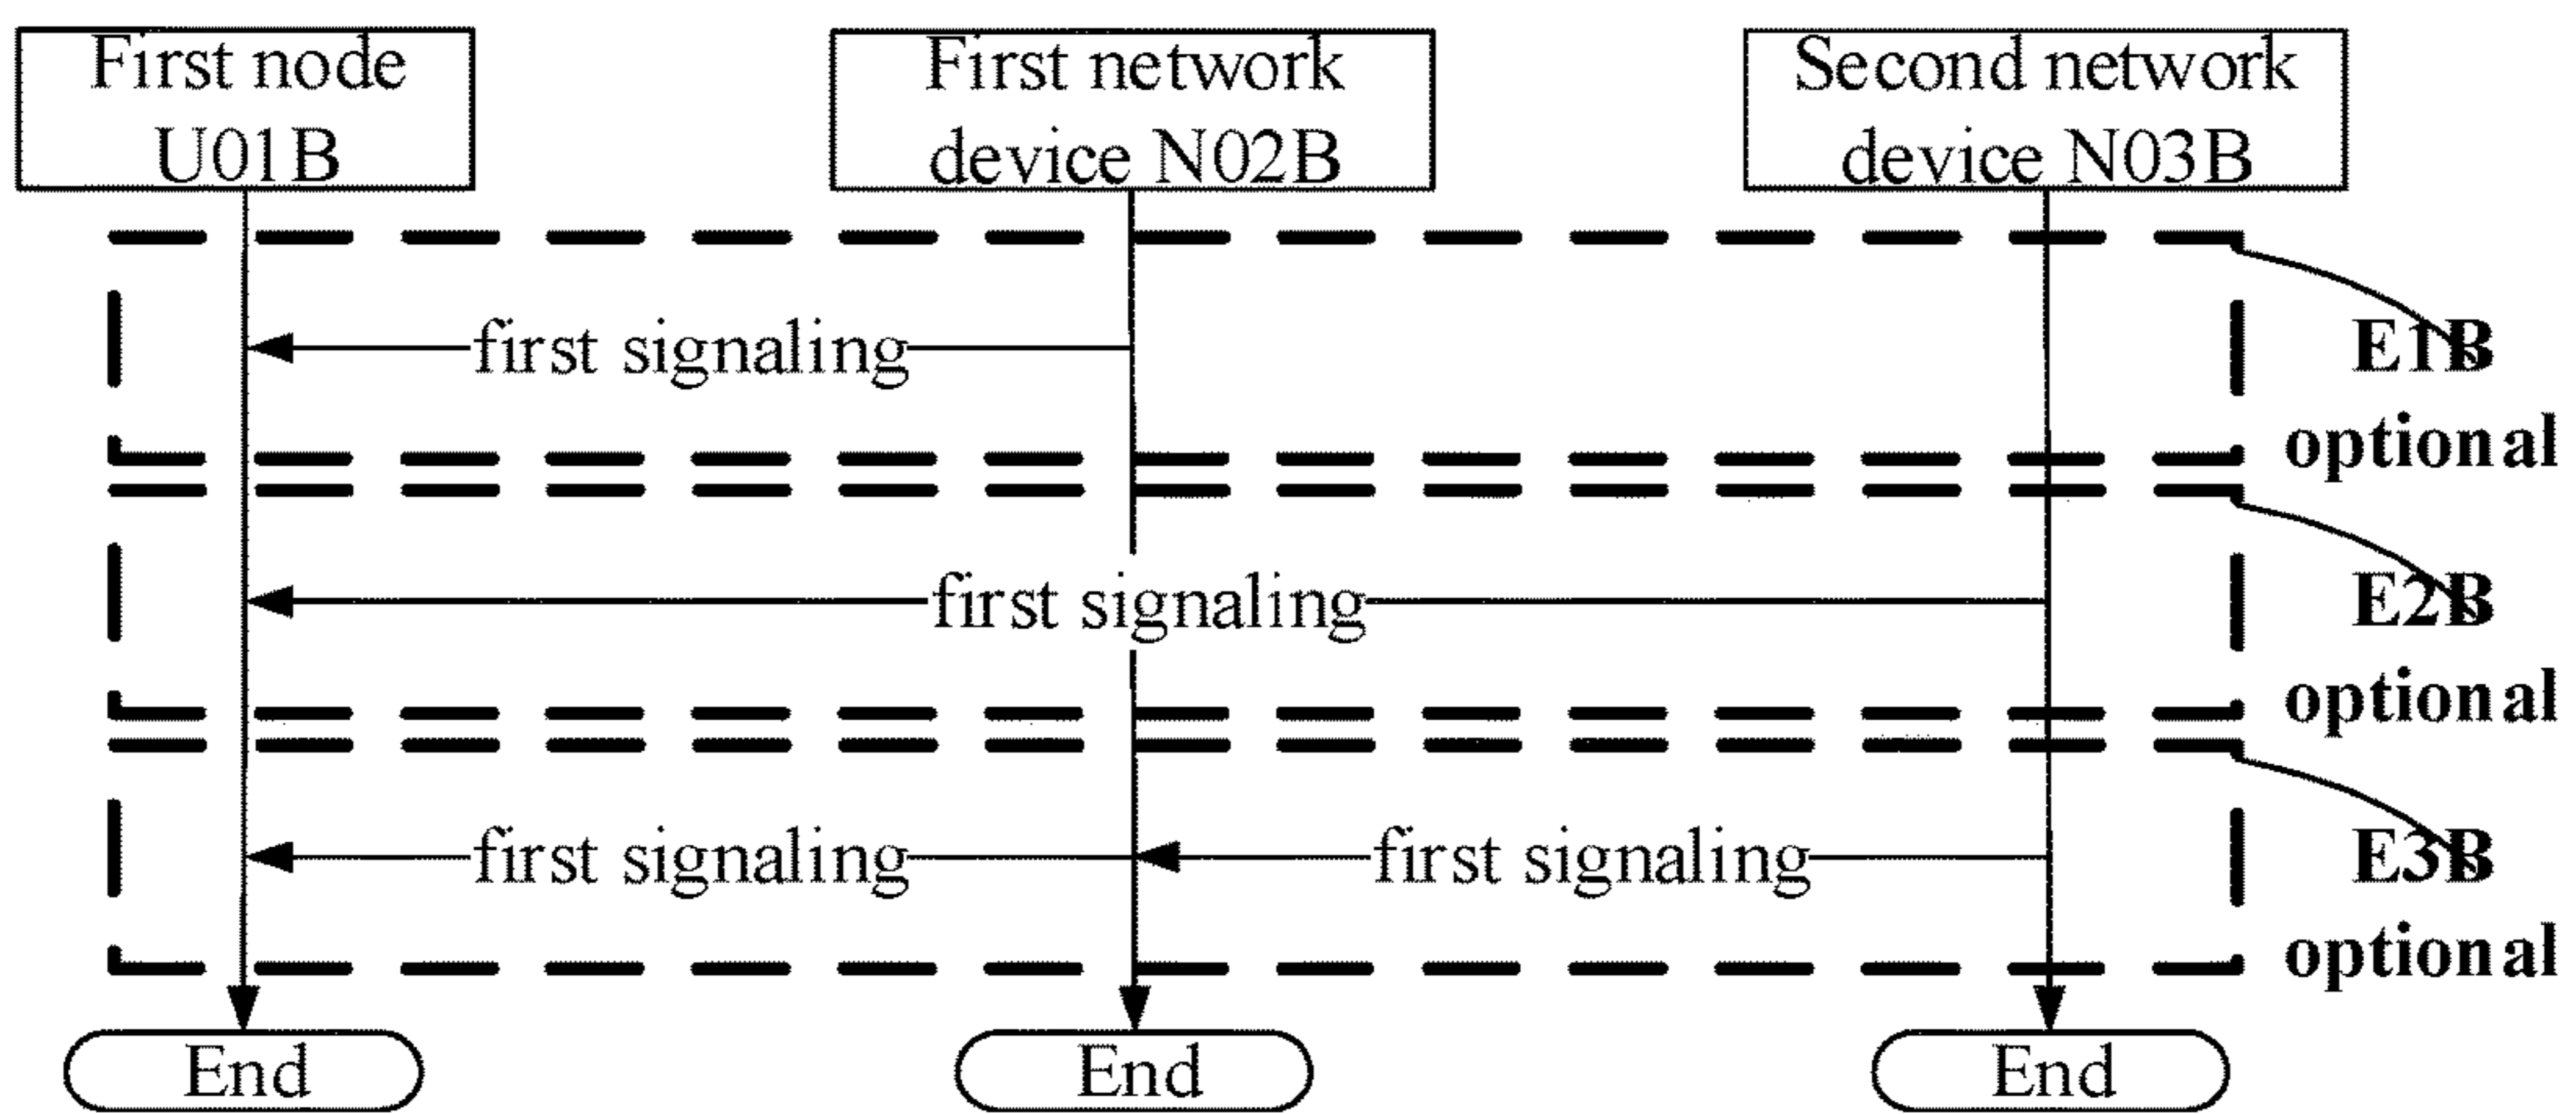 First node
U01B
First network
device N02B
Second network
device N03B
first signaling
E1B
optional
first signaling
E2B
optional
first signaling
first signaling
E3B
optional
End
End
End